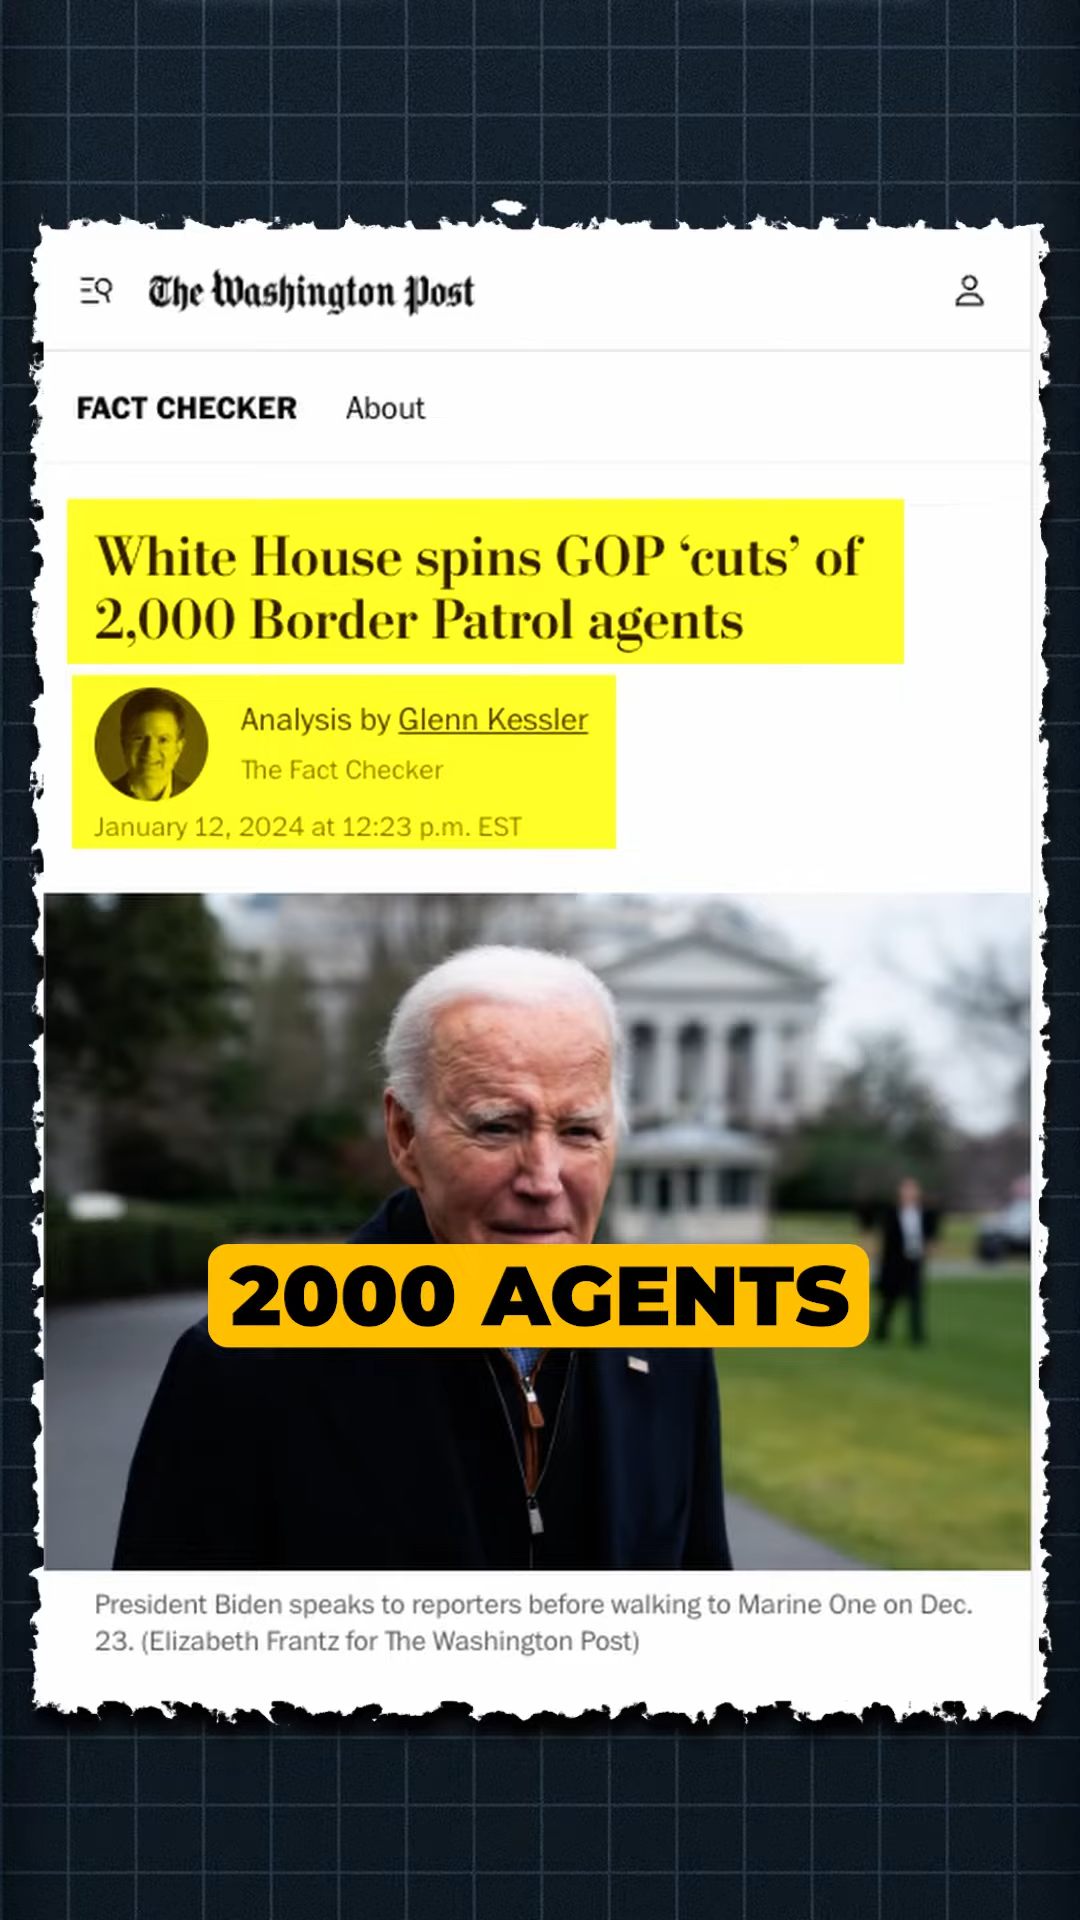 The Washington Post
FACT CHECKER About
White House spins GOP ‘cuts’ of
2,000 Border Patrol agents
Analysis by Glenn Kessler
The Fact Checker
January 12, 2024 at 12:23 p.m. EST
2000 AGENTS
President Biden speaks to reporters before walking to Marine One on Dec.
23. (Elizabeth Frantz for The Washington Post)